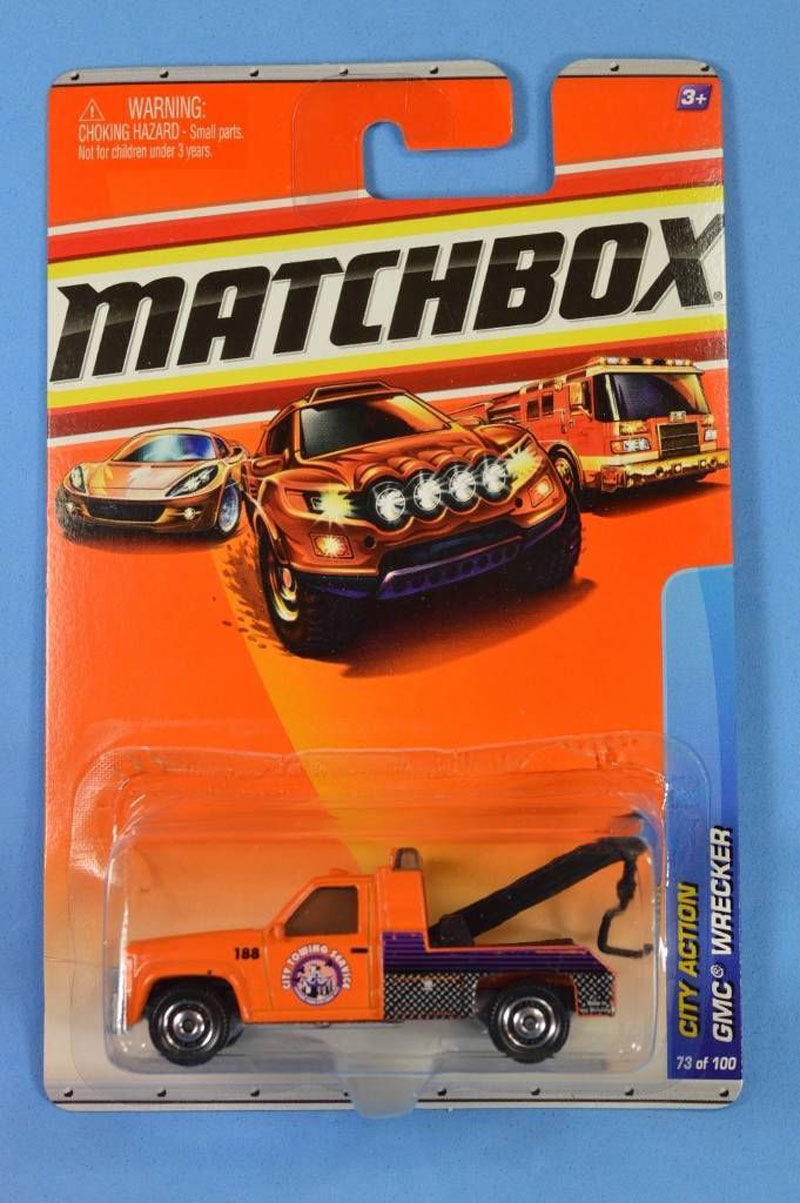 WARNING:
CHOKING HAZARD - Small parts.
Not for children under 3 years.
3+
MATCHBOX®
188
CITY TOWING SERVICE
CITY ACTION
GMC® WRECKER
73 of 100